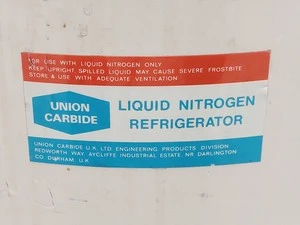 FOR USE WITH LIQUID NITROGEN ONLY
KEEP UPRIGHT, SPILLED LIQUID MAY CAUSE SEVERE FROSTBITE
STORE & USE WITH ADEQUATE VENTILATION
UNION
CARBIDE
LIQUID NITROGEN
REFRIGERATOR
UNION CARBIDE U.K. LTD ENGINEERING PRODUCTS DIVISION
REDWORTH WAY AYCLIFFE INDUSTRIAL ESTATE NR DARLINGTON
CO. DURHAM U.K